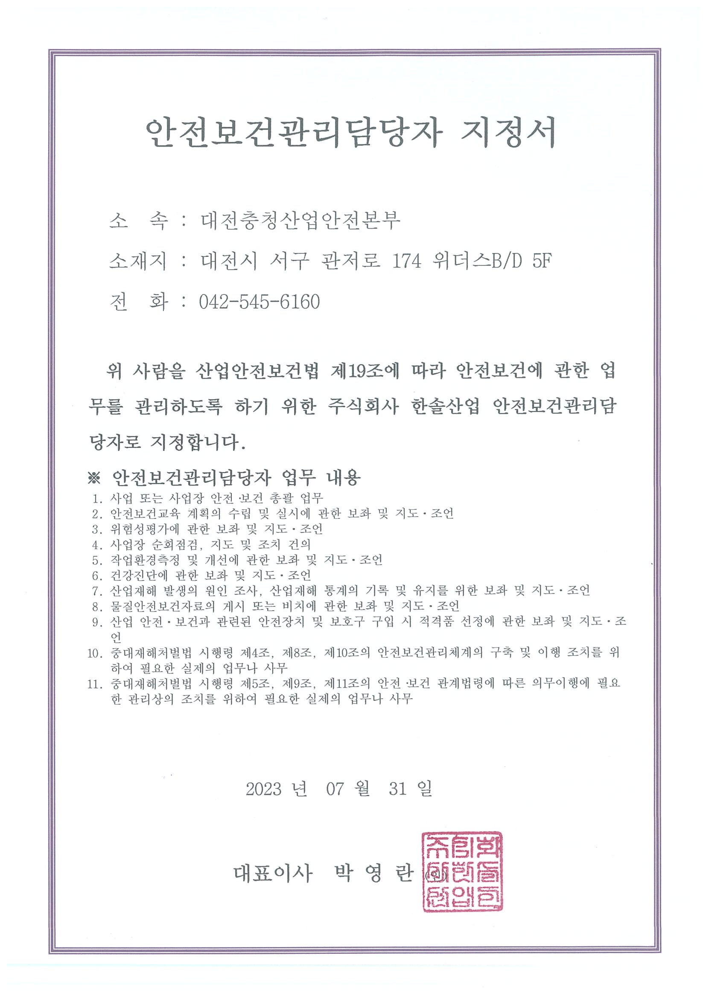 안전보건관리담당자 지정서
소 속 : 대전충청산업안전본부
소재지 : 대전시 서구 관저로 174 위더스B/D 5F
전 화 : 042-545-6160
위 사람을 산업안전보건법 제19조에 따라 안전보건에 관한 업
무를 관리하도록 하기 위한 주식회사 한솔산업 안전보건관리담
당자로 지정합니다.
※ 안전보건관리담당자 업무 내용
1. 사업 또는 사업장 안전·보건 총괄 업무
2. 안전보건교육 계획의 수립 및 실시에 관한 보좌 및 지도·조언
3. 위험성평가에 관한 보좌 및 지도·조언
4. 사업장 순회점검, 지도 및 조치 건의
5. 작업환경측정 및 개선에 관한 보좌 및 지도·조언
6. 건강진단에 관한 보좌 및 지도·조언
7. 산업재해 발생의 원인 조사, 산업재해 통계의 기록 및 유지를 위한 보좌 및 지도·조언
8. 물질안전보건자료의 게시 또는 비치에 관한 보좌 및 지도·조언
9. 산업 안전·보건과 관련된 안전장치 및 보호구 구입 시 적격품 선정에 관한 보좌 및 지도·조
언
10. 중대재해처벌법 시행령 제4조, 제8조, 제10조의 안전보건관리체계의 구축 및 이행 조치를 위
하여 필요한 실제의 업무나 사무
11. 중대재해처벌법 시행령 제5조, 제9조, 제11조의 안전·보건 관계법령에 따른 의무이행에 필요
한 관리상의 조치를 위하여 필요한 실제의 업무나 사무
2023 년 07 월 31 일
대표이사 박 영 란 (인)